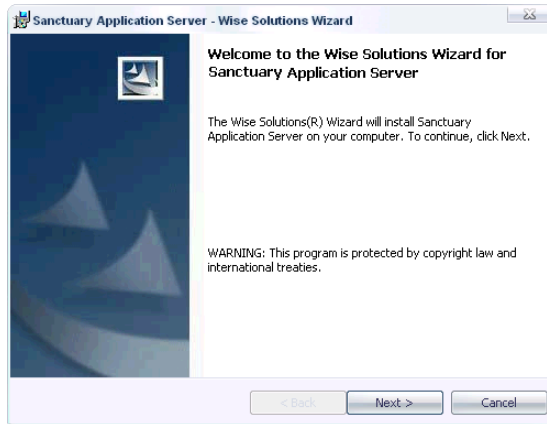 Sanctuary Application Server - Wise Solutions Wizard
Welcome to the Wise Solutions Wizard for
Sanctuary Application Server
The Wise Solutions(R) Wizard will install Sanctuary
Application Server on your computer. To continue, click Next.
WARNING: This program is protected by copyright law and
international treaties.
< Back Next > Cancel